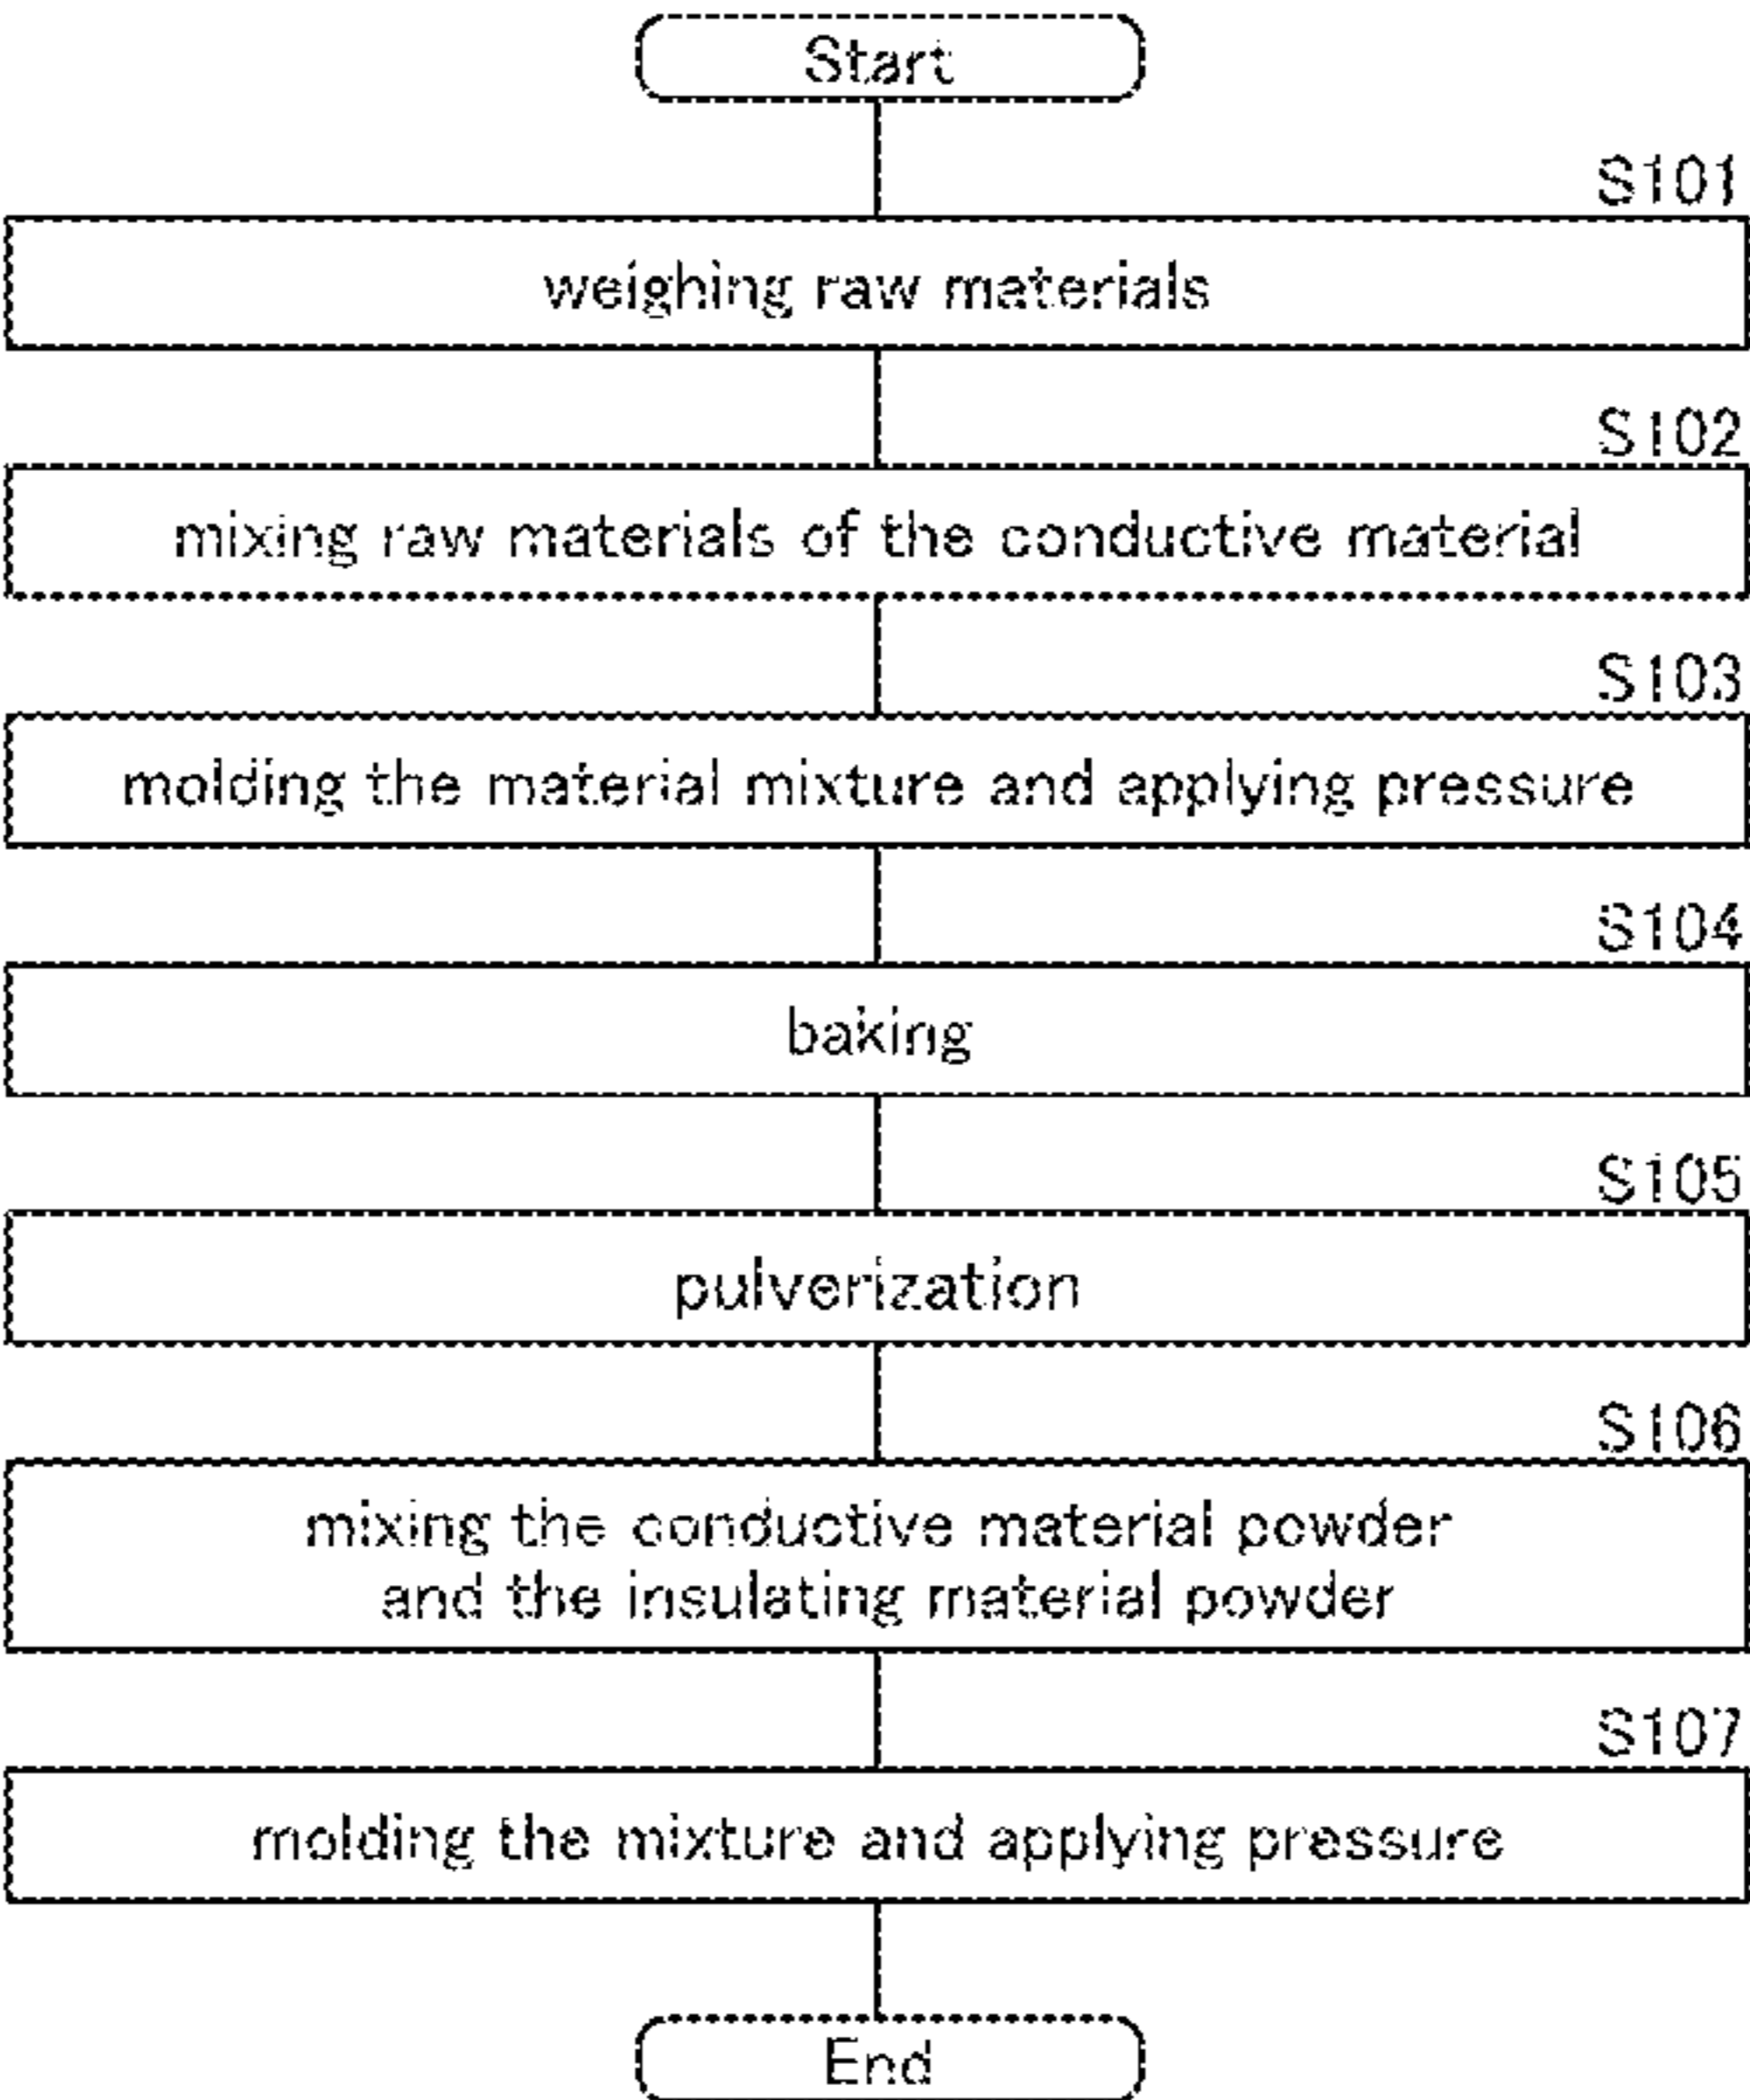 Start
S101
weighing raw materials
S102
mixing raw materials of the conductive material
S103
molding the material mixture and applying pressure
S104
baking
S105
pulverization
S106
mixing the conductive material powder
and the insulating material powder
S107
molding the mixture and applying pressure
End